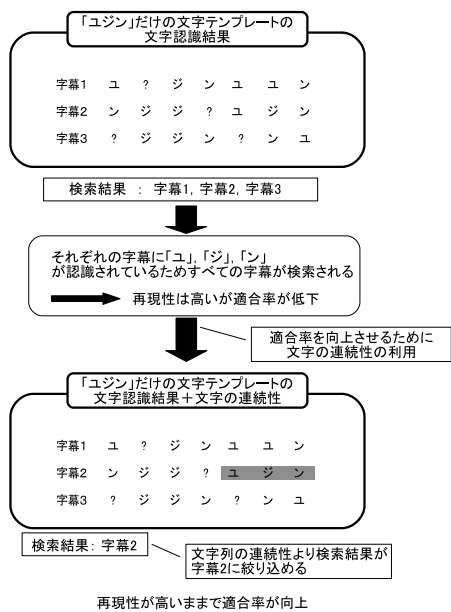 「ユジン」だけの文字テンプレートの
文字認識結果
字幕1 ユ ? ジ ン ユ ユ ン
字幕2 ン ジ ジ ? ユ ジ ン
字幕3 ? ジ ジ ン ? ン ユ
検索結果 : 字幕1, 字幕2, 字幕3
それぞれの字幕に「ユ」,「ジ」,「ン」
が認識されているためすべての字幕が検索される
再現性は高いが適合率が低下
適合率を向上させるために
文字の連続性の利用
「ユジン」だけの文字テンプレートの
文字認識結果+文字の連続性
字幕1 ユ ? ジ ン ユ ユ ン
字幕2 ン ジ ジ ? ユ ジ ン
字幕3 ? ジ ジ ン ? ン ユ
検索結果: 字幕2
文字列の連続性より検索結果が
字幕2に絞り込める
再現性が高いままで適合率が向上